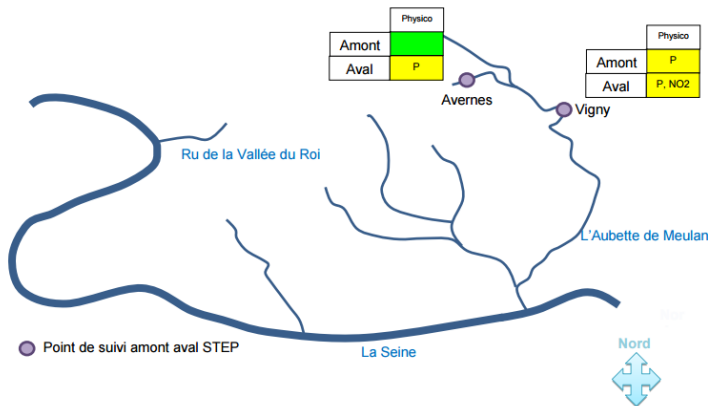 Physico
Amont
Aval P
Physico
Amont P
Aval P, NO2
Avernes
Vigny
Ru de la Vallée du Roi
L'Aubette de Meulan
La Seine
Point de suivi amont aval STEP
Nord